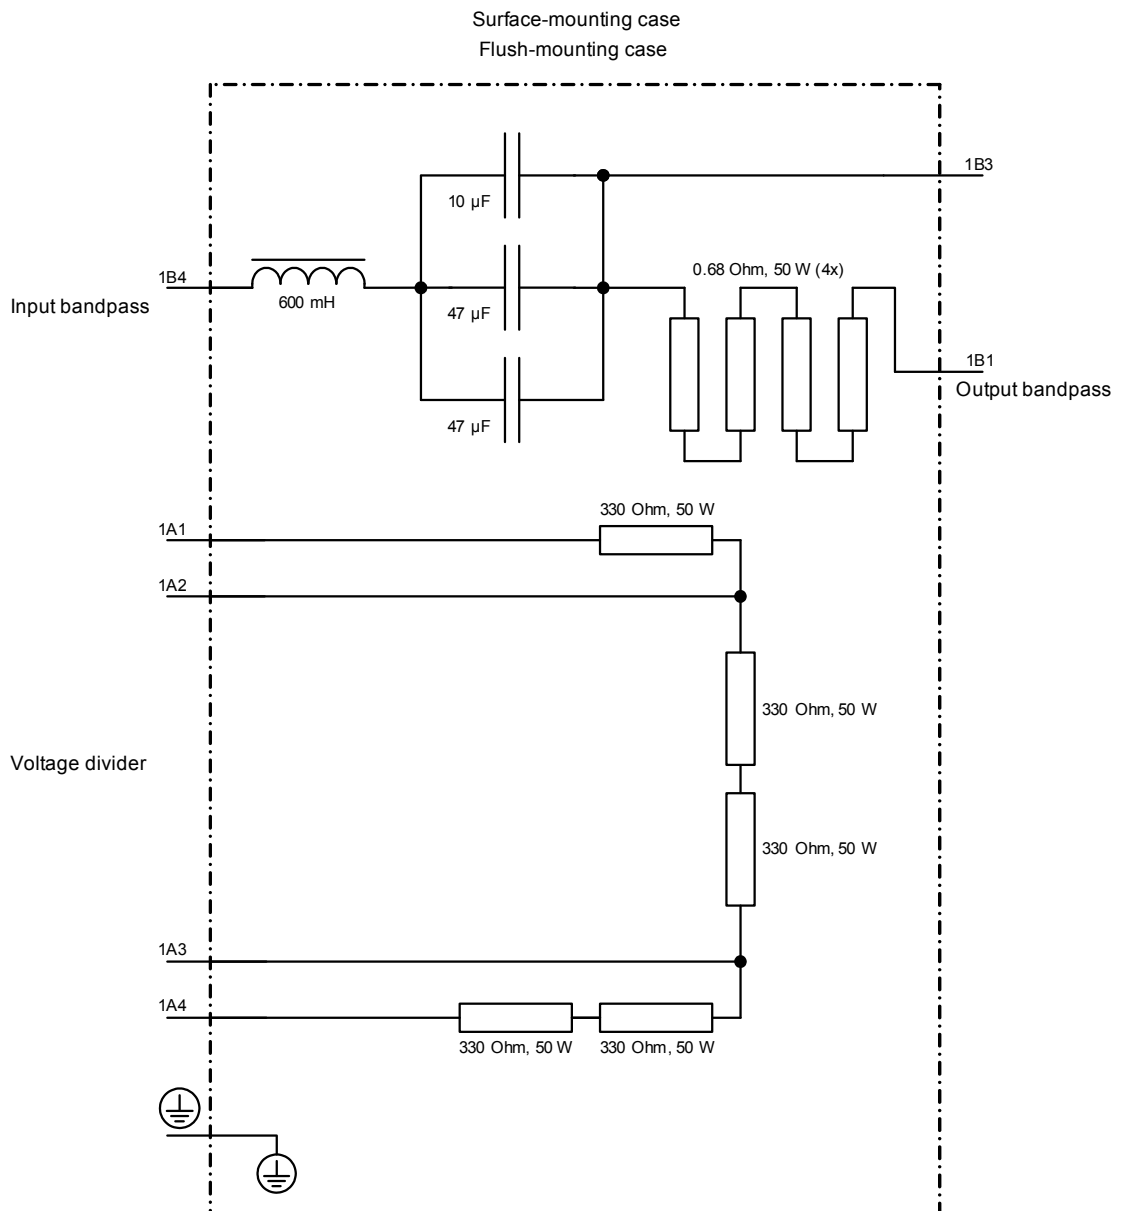 Surface-mounting case
Flush-mounting case
1B3
10 µF
0.68 Ohm, 50 W (4x)
1B4
Input bandpass
600 mH
47 µF
1B1
Output bandpass
47 µF
330 Ohm, 50 W
1A1
1A2
330 Ohm, 50 W
Voltage divider
330 Ohm, 50 W
1A3
1A4
330 Ohm, 50 W
330 Ohm, 50 W